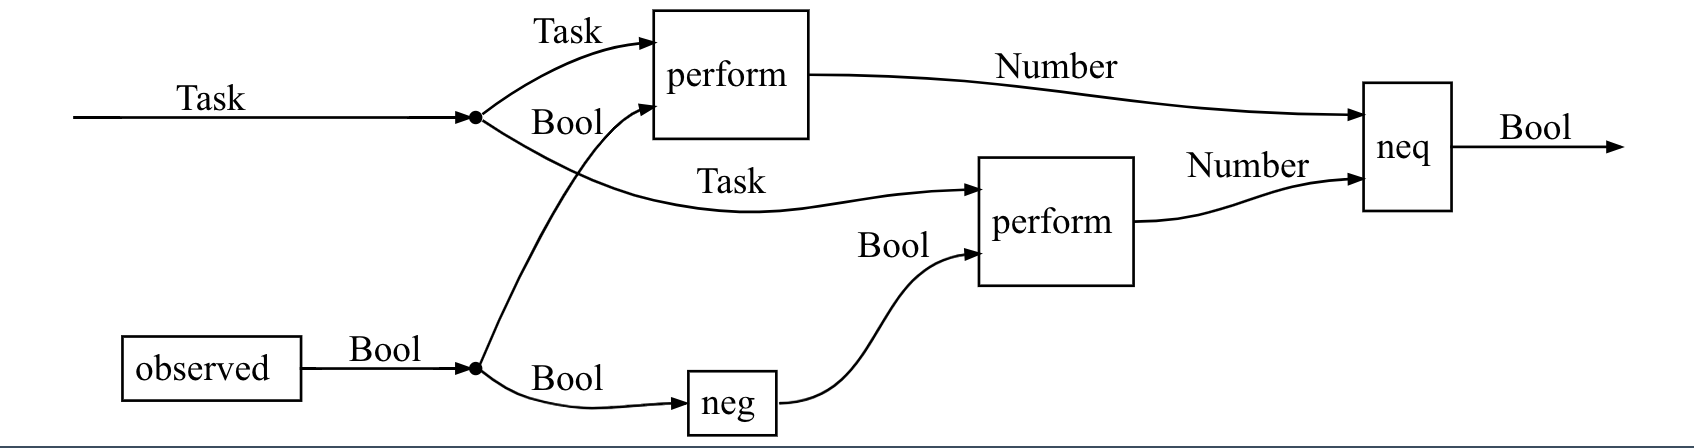 Task
Task
perform
Number
Bool
neq
Bool
Task
perform
Number
Bool
observed
Bool
Bool
neg